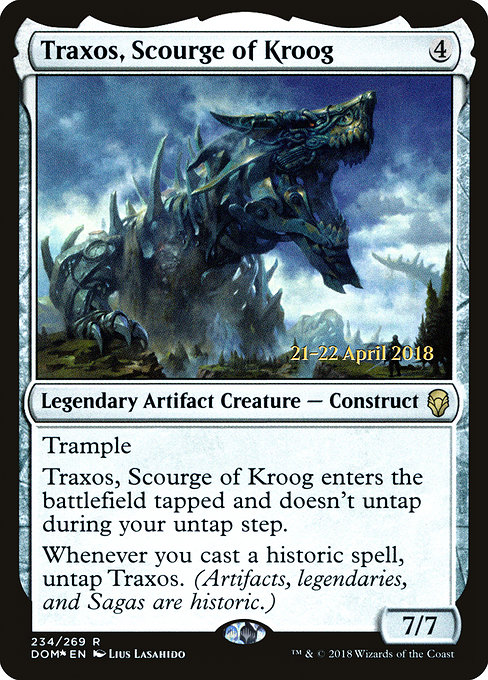 Traxos, Scourge of Kroog 4
21–22 April 2018
Legendary Artifact Creature — Construct
Trample
Traxos, Scourge of Kroog enters the
battlefield tapped and doesn't untap
during your untap step.
Whenever you cast a historic spell,
untap Traxos. (Artifacts, legendaries,
and Sagas are historic.)
7/7
234/269 R
DOM★EN Lius Lasahido
™ & © 2018 Wizards of the Coast